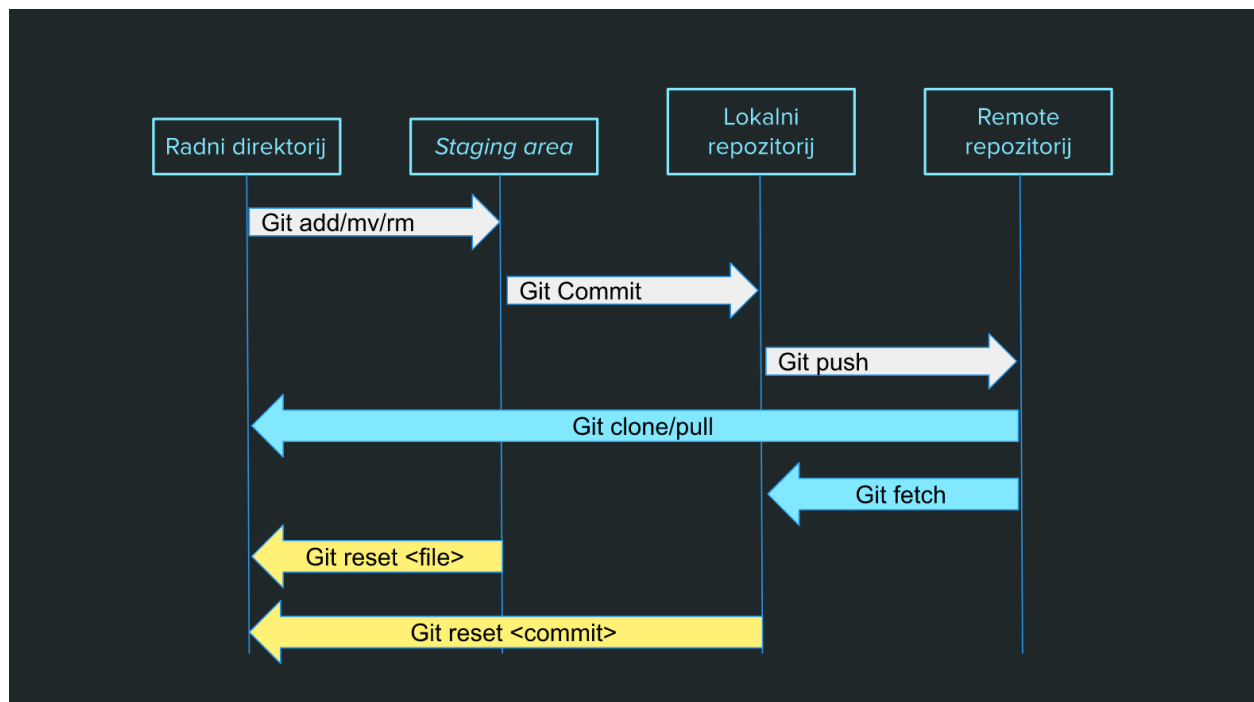 Radni direktorij
Staging area
Lokalni
repozitorij
Remote
repozitorij
Git add/mv/rm
Git Commit
Git push
Git clone/pull
Git fetch
Git reset <file>
Git reset <commit>